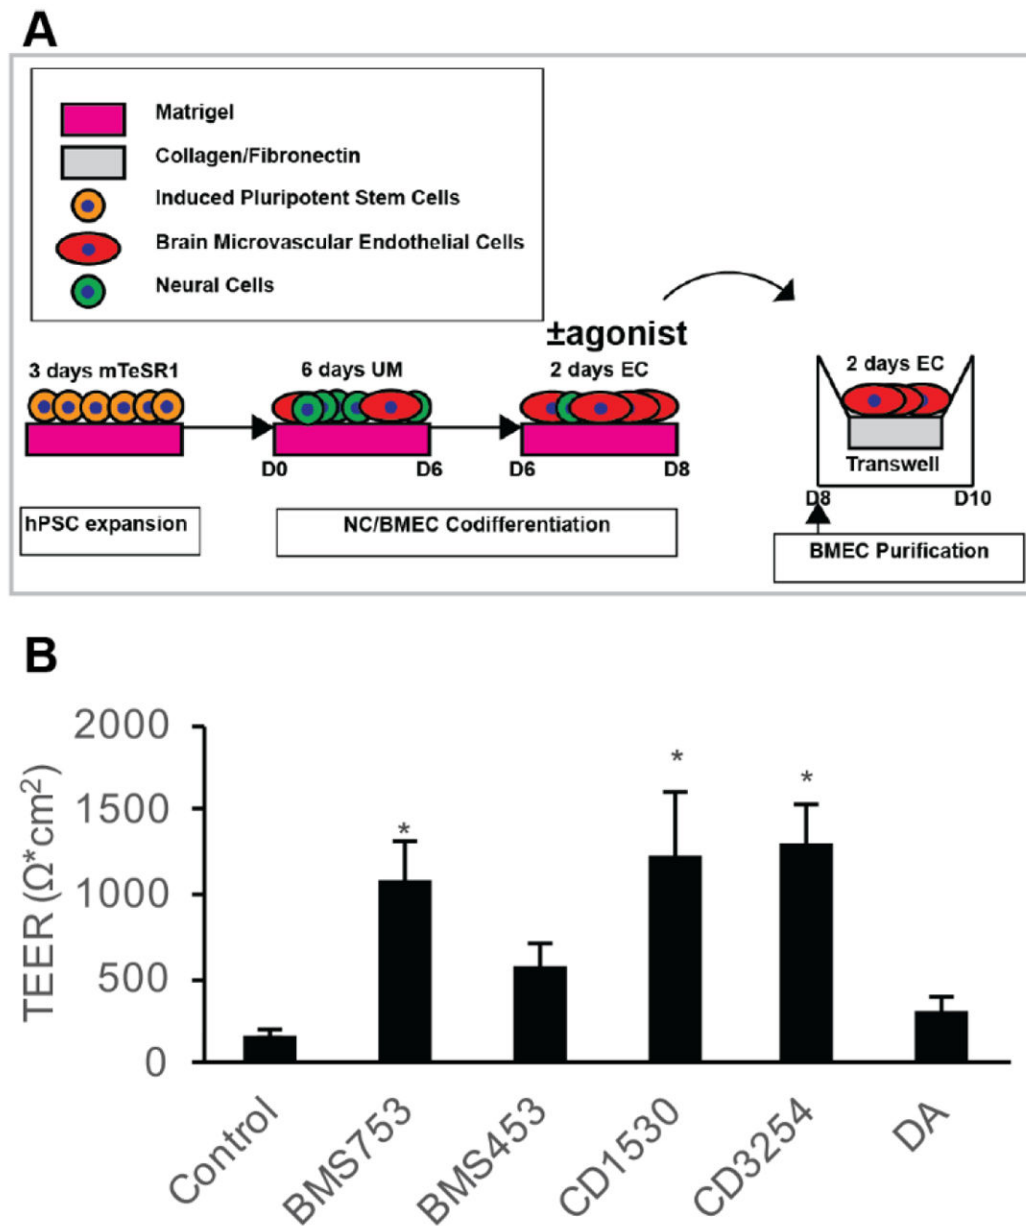 A
Matrigel
Collagen/Fibronectin
Induced Pluripotent Stem Cells
Brain Microvascular Endothelial Cells
Neural Cells
±agonist
3 days mTeSR1
6 days UM
2 days EC
2 days EC
Transwell
D0
D6
D6
D8
D8
D10
hPSC expansion
NC/BMEC Codifferentiation
BMEC Purification
B
TEER (Ω*cm²)
2000
1500
1000
500
0
*
*
*
Control
BMS753
BMS453
CD1530
CD3254
DA